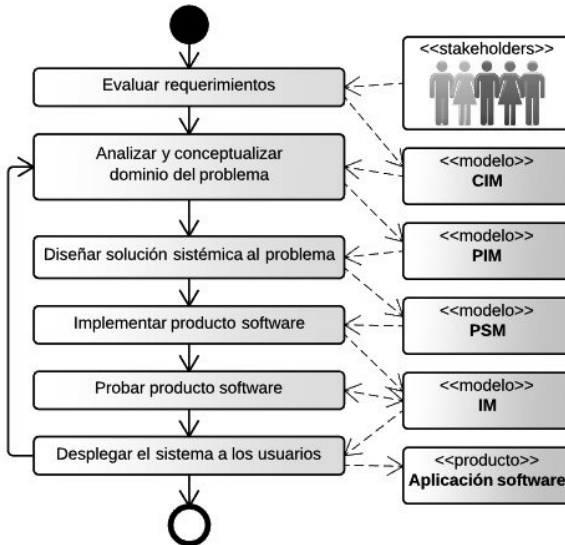 <<stakeholders>>
Evaluar requerimientos
Analizar y conceptualizar
dominio del problema
<<modelo>>
CIM
<<modelo>>
PIM
Diseñar solución sistémica al problema
<<modelo>>
PSM
Implementar producto software
<<modelo>>
IM
Probar producto software
Desplegar el sistema a los usuarios
<<producto>>
Aplicación software